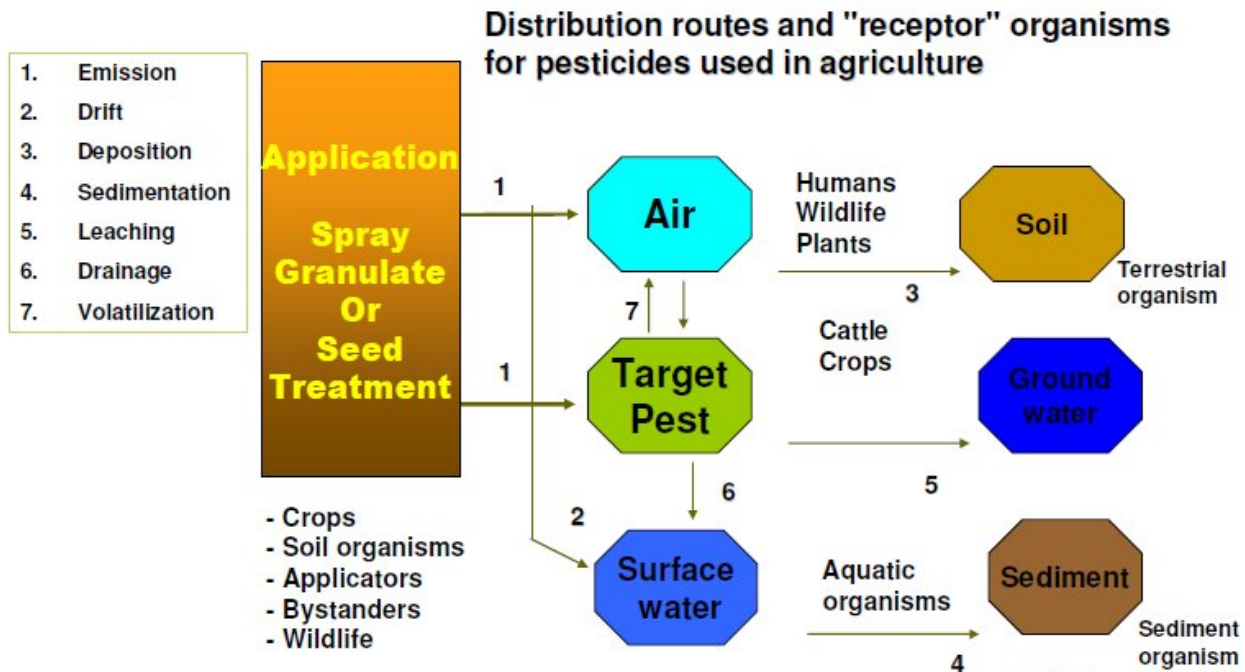 Distribution routes and "receptor" organisms
for pesticides used in agriculture
1. Emission
2. Drift
3. Deposition
4. Sedimentation
5. Leaching
6. Drainage
7. Volatilization
Application
Spray
Granulate
Or
Seed
Treatment
1
Air
Humans
Wildlife
Plants
3
Soil
Terrestrial
organism
7
1
Target
Pest
Cattle
Crops
5
Ground
water
6
2
Surface
water
Aquatic
organisms
4
Sediment
Sediment
organism
- Crops
- Soil organisms
- Applicators
- Bystanders
- Wildlife